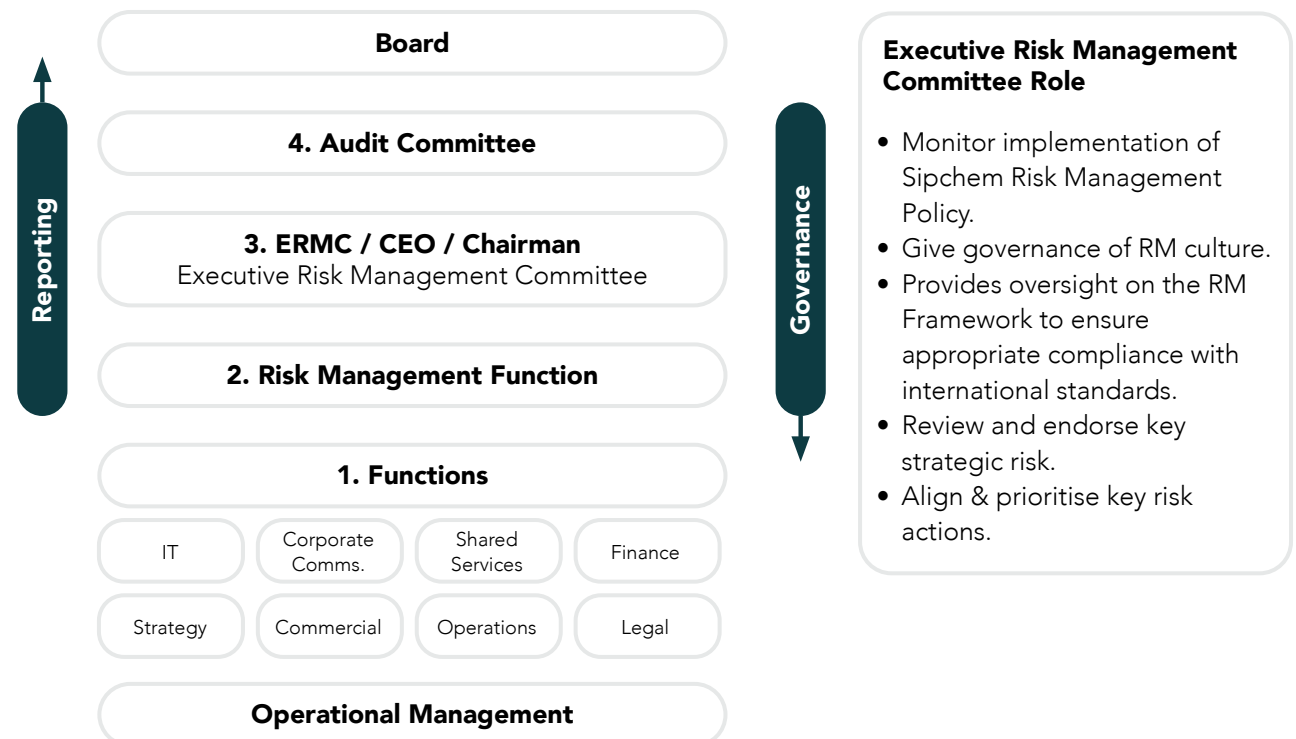 Board
4. Audit Committee
3. ERMC / CEO / Chairman
Executive Risk Management Committee
2. Risk Management Function
1. Functions
IT
Corporate
Comms.
Shared
Services
Finance
Strategy
Commercial
Operations
Legal
Operational Management
Reporting
Governance
Executive Risk Management
Committee Role
• Monitor implementation of
Sipchem Risk Management
Policy.
• Give governance of RM culture.
• Provides oversight on the RM
Framework to ensure
appropriate compliance with
international standards.
• Review and endorse key
strategic risk.
• Align & prioritise key risk
actions.